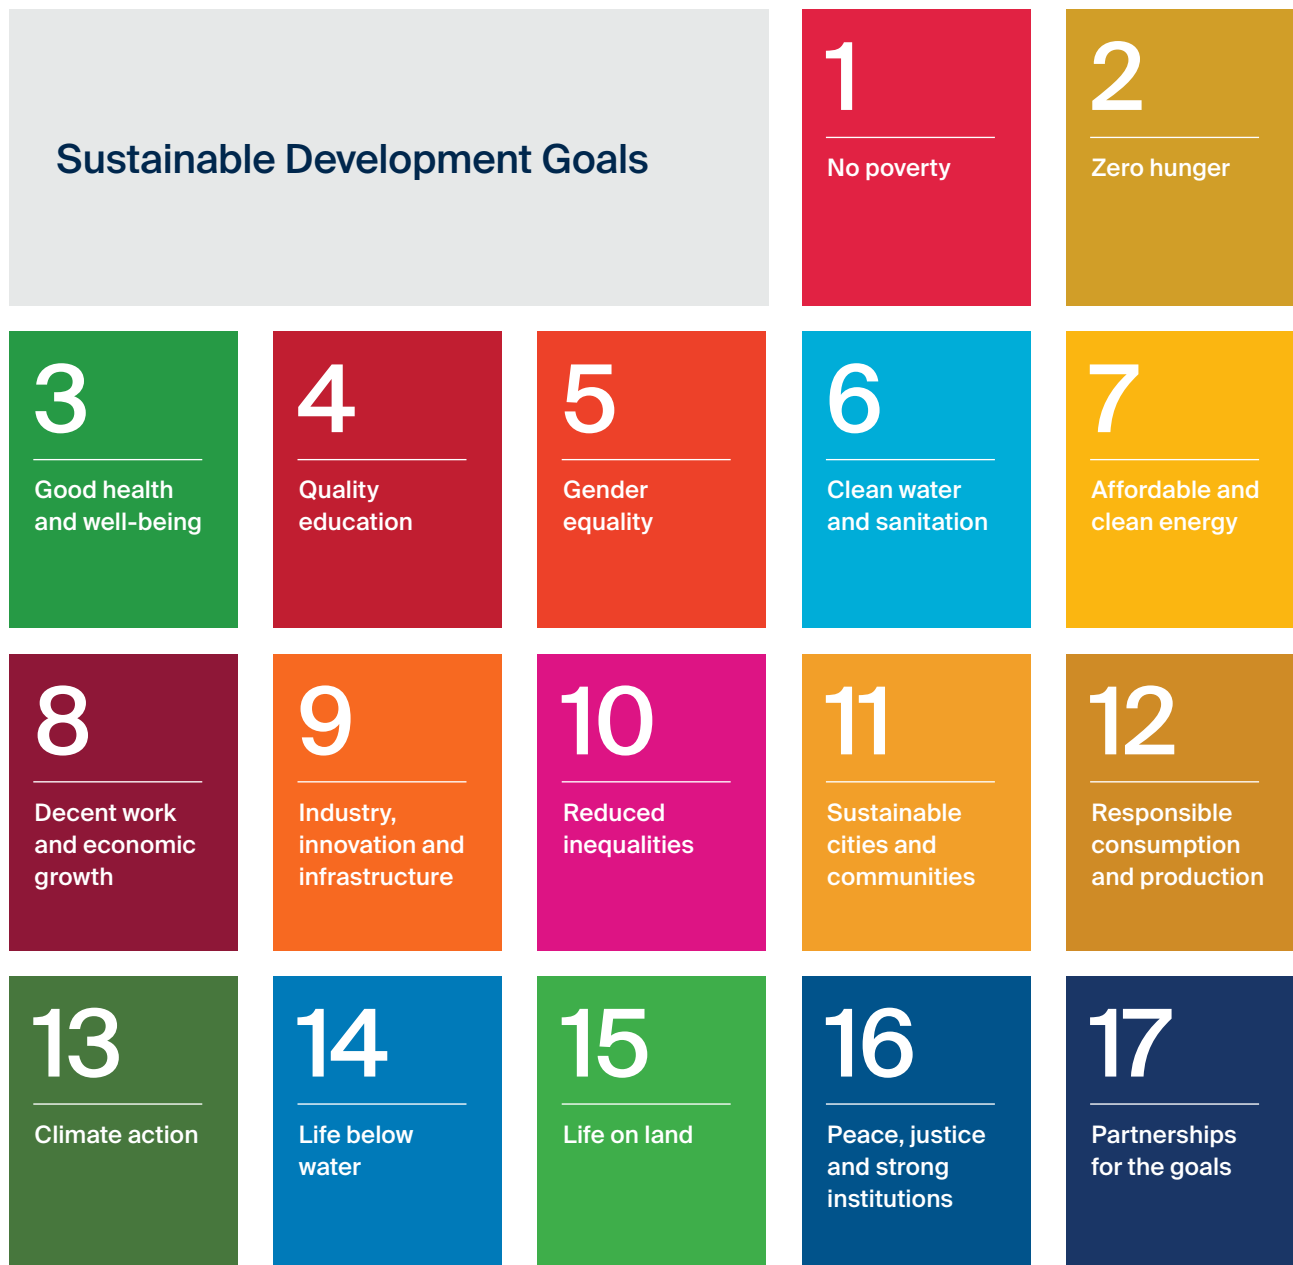 Sustainable Development Goals
1
No poverty
2
Zero hunger
3
Good health
and well-being
4
Quality
education
5
Gender
equality
6
Clean water
and sanitation
7
Affordable and
clean energy
8
Decent work
and economic
growth
9
Industry,
innovation and
infrastructure
10
Reduced
inequalities
11
Sustainable
cities and
communities
12
Responsible
consumption
and production
13
Climate action
14
Life below
water
15
Life on land
16
Peace, justice
and strong
institutions
17
Partnerships
for the goals